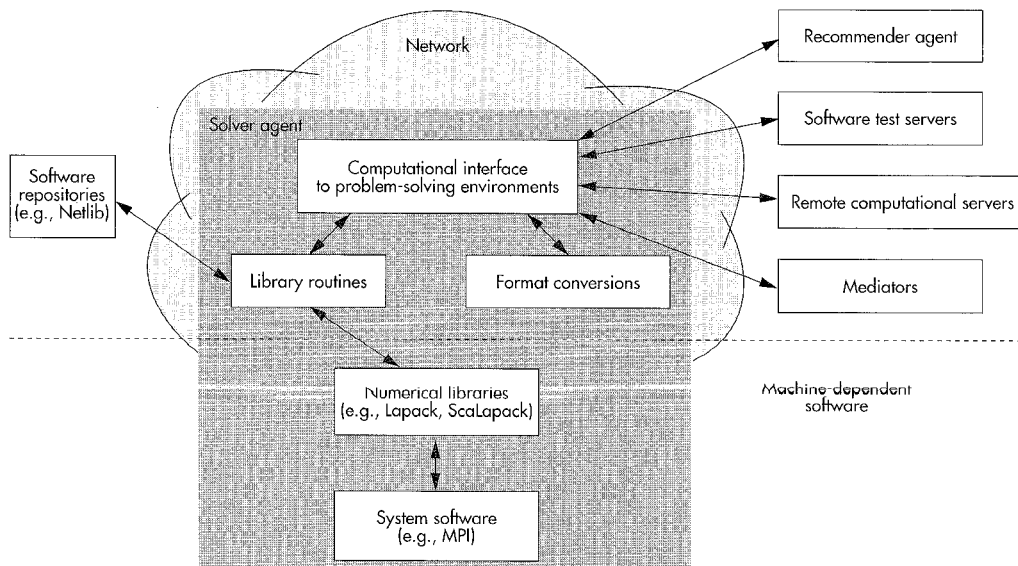 Network
Recommender agent
Solver agent
Software test servers
Computational interface
to problem-solving environments
Software
repositories
(e.g., Netlib)
Remote computational servers
Library routines
Format conversions
Mediators
Numerical libraries
(e.g., Lapack, ScaLapack)
Machine-dependent
software
System software
(e.g., MPI)